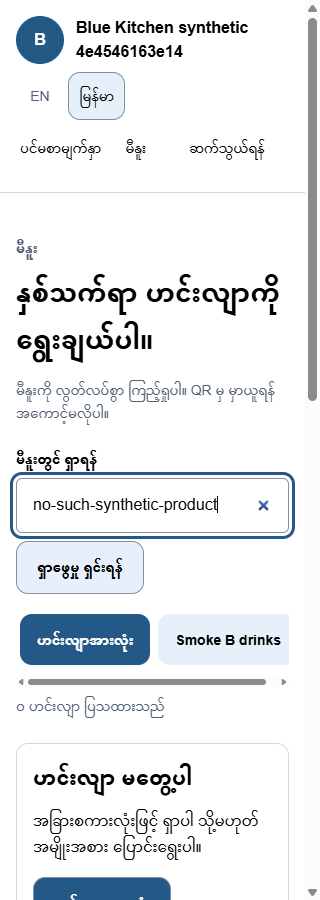 B
Blue Kitchen synthetic
4e4546163e14
EN
မြန်မာ
ပင်မစာမျက်နှာ
မီနူး
ဆက်သွယ်ရန်
မီနူး
နှစ်သက်ရာ ဟင်းလျာကို
ရွေးချယ်ပါ။
မီနူးကို လွတ်လပ်စွာ ကြည့်ရှုပါ။ QR မှ မှာယူရန်
အကောင့်မလိုပါ။
မီနူးတွင် ရှာရန်
no-such-synthetic-product
ရှာဖွေမှု ရှင်းရန်
ဟင်းလျာအားလုံး
Smoke B drinks
၀ ဟင်းလျာ ပြသထားသည်
ဟင်းလျာ မတွေ့ပါ
အခြားစကားလုံးဖြင့် ရှာပါ သို့မဟုတ်
အမျိုးအစား ပြောင်းရွေးပါ။